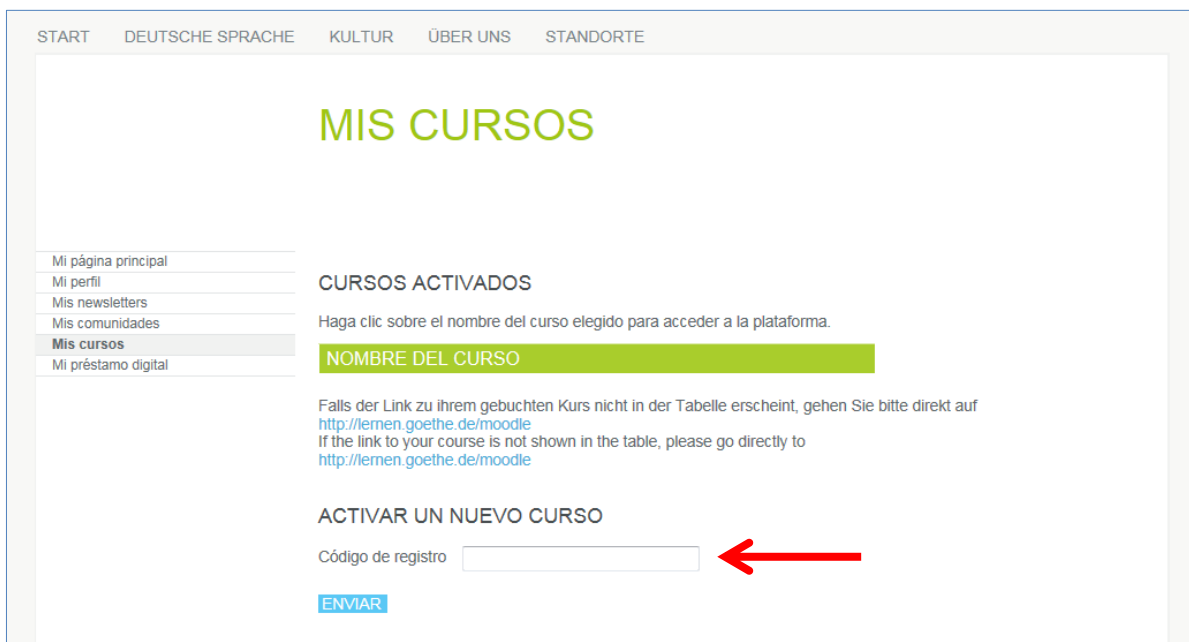 START DEUTSCHE SPRACHE KULTUR ÜBER UNS STANDORTE
MIS CURSOS
Mi página principal
Mi perfil
Mis newsletters
Mis comunidades
Mis cursos
Mi préstamo digital
CURSOS ACTIVADOS
Haga clic sobre el nombre del curso elegido para acceder a la plataforma.
NOMBRE DEL CURSO
Falls der Link zu ihrem gebuchten Kurs nicht in der Tabelle erscheint, gehen Sie bitte direkt auf
http://lernen.goethe.de/moodle
If the link to your course is not shown in the table, please go directly to
http://lernen.goethe.de/moodle
ACTIVAR UN NUEVO CURSO
Código de registro
ENVIAR